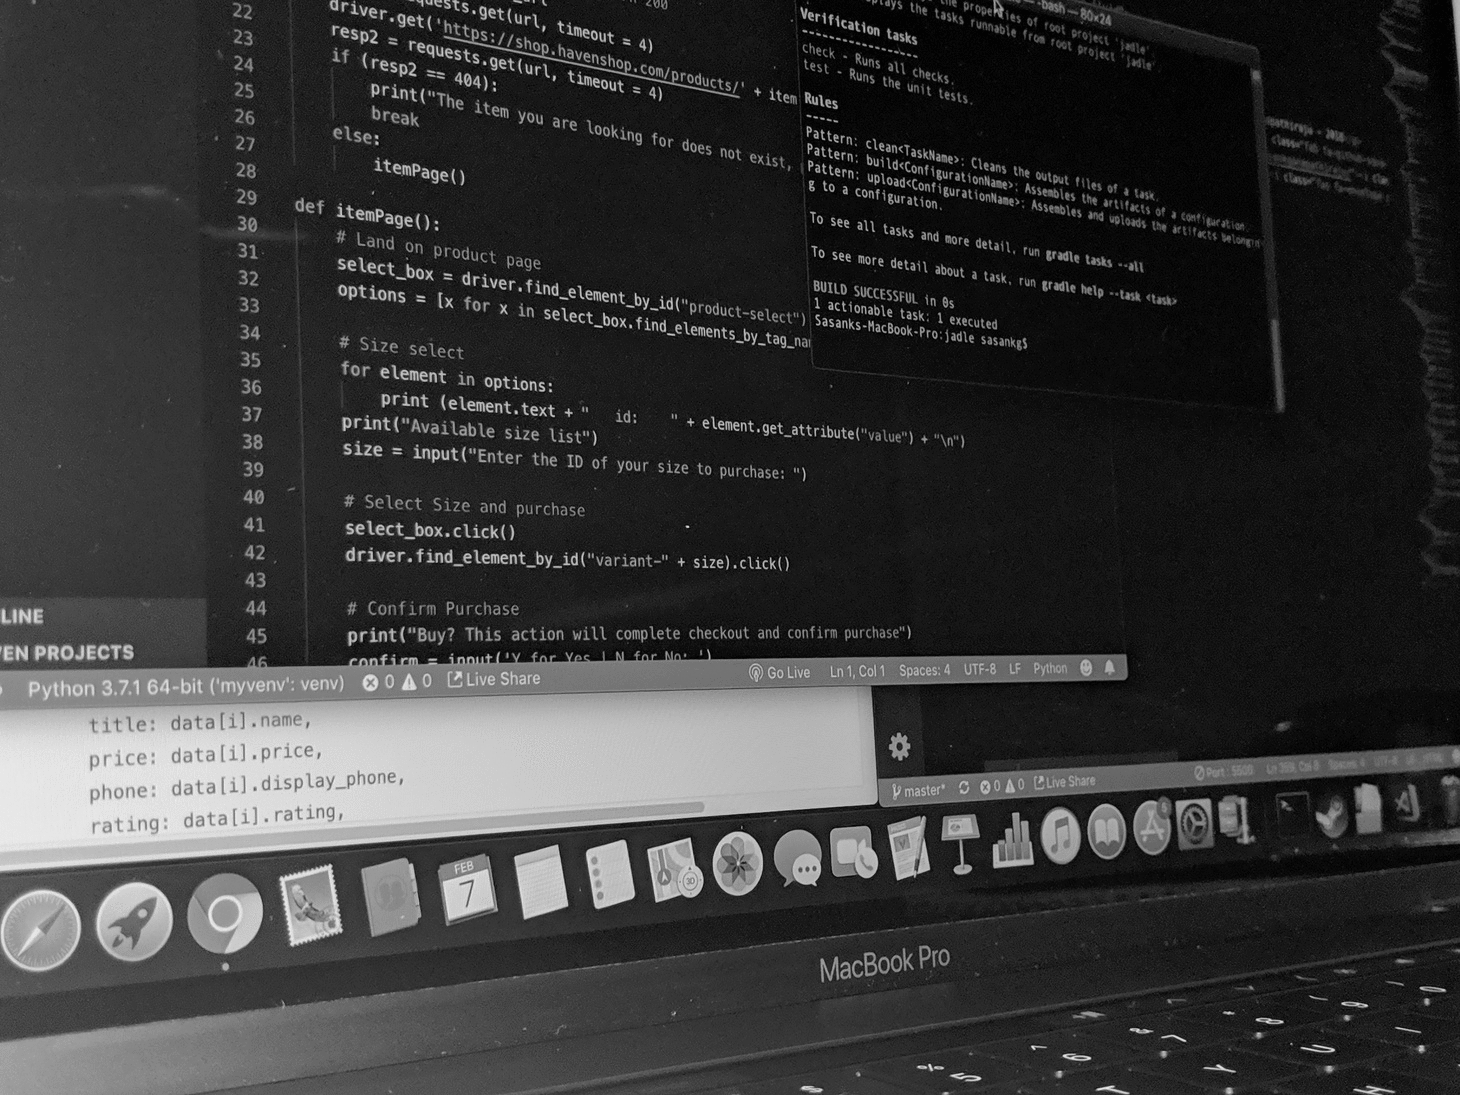 22
23
24
25
26
27
28
29
30
31
32
33
34
35
36
37
38
39
40
41
42
43
44
45
46
requests.get(url, timeout = 4)
driver.get('https://shop.havenshop.com/products/' + item
resp2 = requests.get(url, timeout = 4)
if (resp2 == 404):
print("The item you are looking for does not exist,
break
else:
itemPage()
def itemPage():
# Land on product page
select_box = driver.find_element_by_id("product-select")
options = [x for x in select_box.find_elements_by_tag_na
# Size select
for element in options:
print (element.text + "   id:    " + element.get_attribute("value") + "\n")
print("Available size list")
size = input("Enter the ID of your size to purchase: ")
# Select Size and purchase
select_box.click()
driver.find_element_by_id("variant-" + size).click()
# Confirm Purchase
print("Buy? This action will complete checkout and confirm purchase")
confirm = input('Y for Yes | N for No: ')
-bash — 80x24
the properties of root project 'jadle'.
the tasks runnable from root project 'jadle'.
Verification tasks
------------------
check - Runs all checks.
test - Runs the unit tests.
Rules
-----
Pattern: clean<TaskName>: Cleans the output files of a task.
Pattern: build<ConfigurationName>: Assembles the artifacts of a configuration.
Pattern: upload<ConfigurationName>: Assembles and uploads the artifacts belongin
g to a configuration.
To see all tasks and more detail, run gradle tasks --all
To see more detail about a task, run gradle help --task <task>
BUILD SUCCESSFUL in 0s
1 actionable task: 1 executed
Sasanks-MacBook-Pro:jadle sasankg$
LINE
EN PROJECTS
Python 3.7.1 64-bit ('myvenv': venv) 0 0 Live Share Go Live Ln 1, Col 1 Spaces: 4 UTF-8 LF Python
title: data[i].name,
price: data[i].price,
phone: data[i].display_phone,
rating: data[i].rating,
master* 0 0 Live Share Port : 5500
FEB
7
3D
MacBook Pro